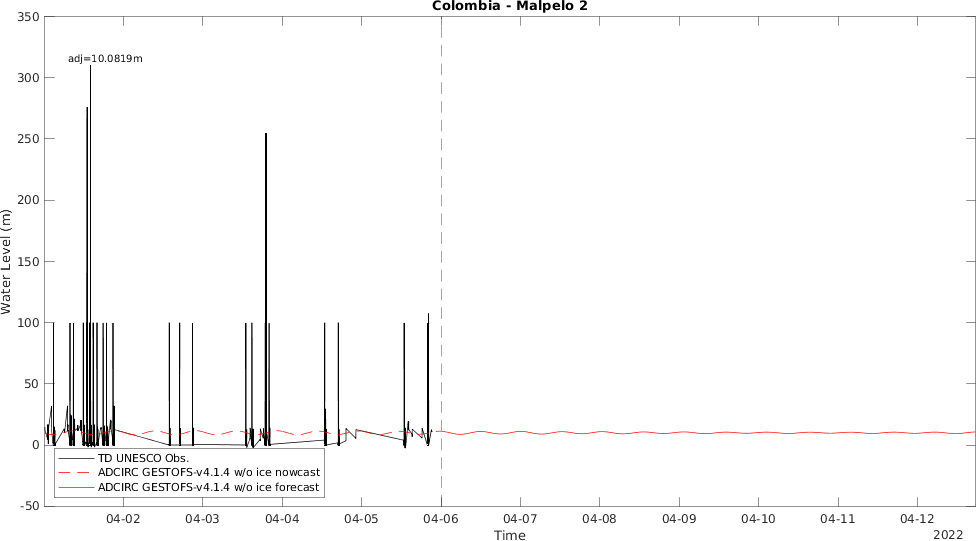 Colombia - Malpelo 2
350
300
250
200
150
100
50
0
-50
Water Level (m)
adj=10.0819m
TD UNESCO Obs.
ADCIRC GESTOFS-v4.1.4 w/o ice nowcast
ADCIRC GESTOFS-v4.1.4 w/o ice forecast
04-02 04-03 04-04 04-05 04-06 04-07 04-08 04-09 04-10 04-11 04-12
Time
2022